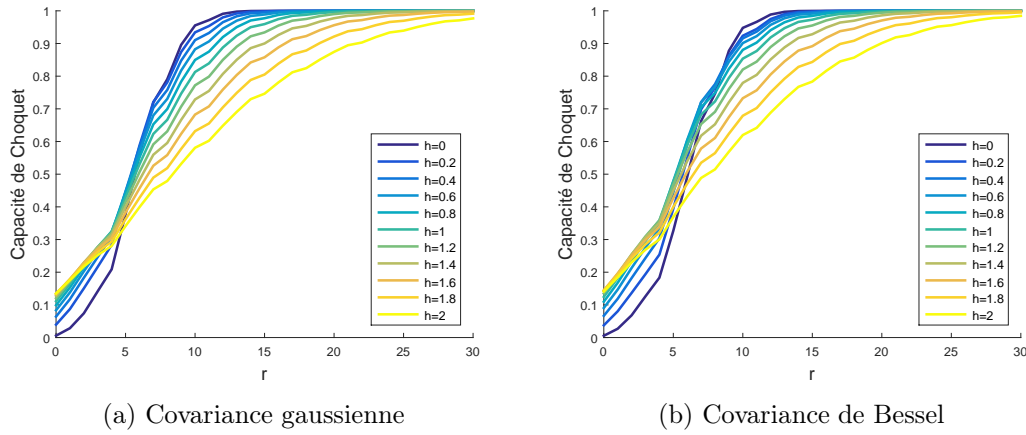 1
0.9
0.8
0.7
0.6
0.5
0.4
0.3
0.2
0.1
0
Capacité de Choquet
h=0
h=0.2
h=0.4
h=0.6
h=0.8
h=1
h=1.2
h=1.4
h=1.6
h=1.8
h=2
0 5 10 15 20 25 30
r
(a) Covariance gaussienne
1
0.9
0.8
0.7
0.6
0.5
0.4
0.3
0.2
0.1
0
Capacité de Choquet
h=0
h=0.2
h=0.4
h=0.6
h=0.8
h=1
h=1.2
h=1.4
h=1.6
h=1.8
h=2
0 5 10 15 20 25 30
r
(b) Covariance de Bessel